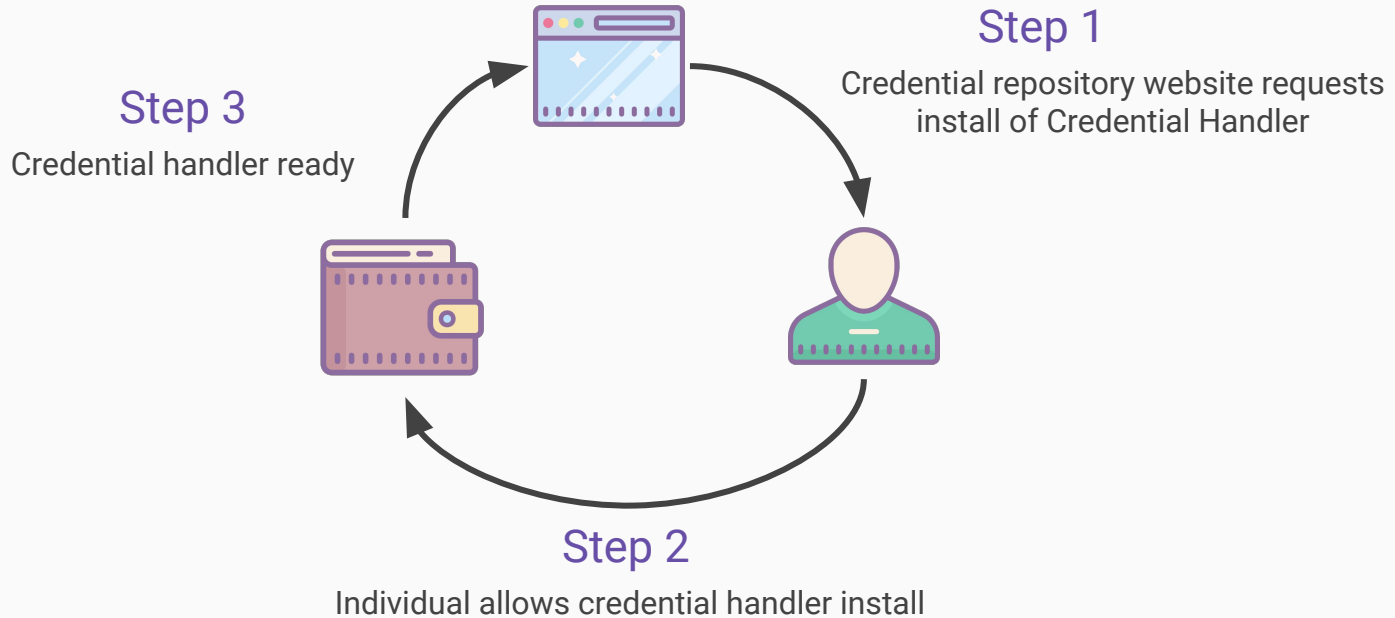 Step 1
Credential repository website requests
install of Credential Handler
Step 2
Individual allows credential handler install
Step 3
Credential handler ready